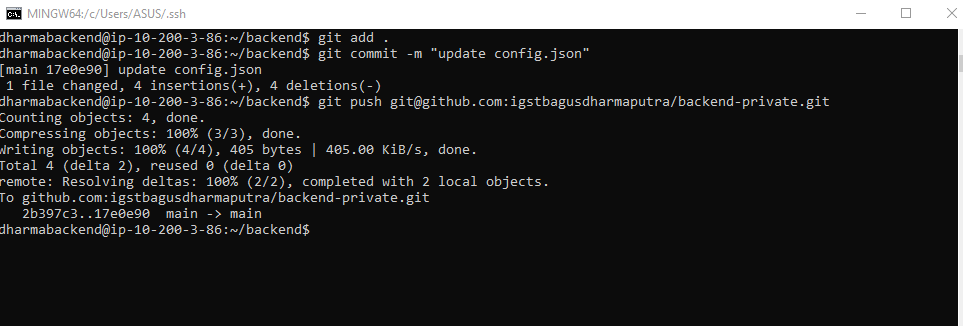 MINGW64:/c/Users/ASUS/.ssh
dharmabackend@ip-10-200-3-86:~/backend$ git add .
dharmabackend@ip-10-200-3-86:~/backend$ git commit -m "update config.json"
[main 17e0e90] update config.json
 1 file changed, 4 insertions(+), 4 deletions(-)
dharmabackend@ip-10-200-3-86:~/backend$ git push git@github.com:igstbagusdharmaputra/backend-private.git
Counting objects: 4, done.
Compressing objects: 100% (3/3), done.
Writing objects: 100% (4/4), 405 bytes | 405.00 KiB/s, done.
Total 4 (delta 2), reused 0 (delta 0)
remote: Resolving deltas: 100% (2/2), completed with 2 local objects.
To github.com:igstbagusdharmaputra/backend-private.git
   2b397c3..17e0e90  main -> main
dharmabackend@ip-10-200-3-86:~/backend$